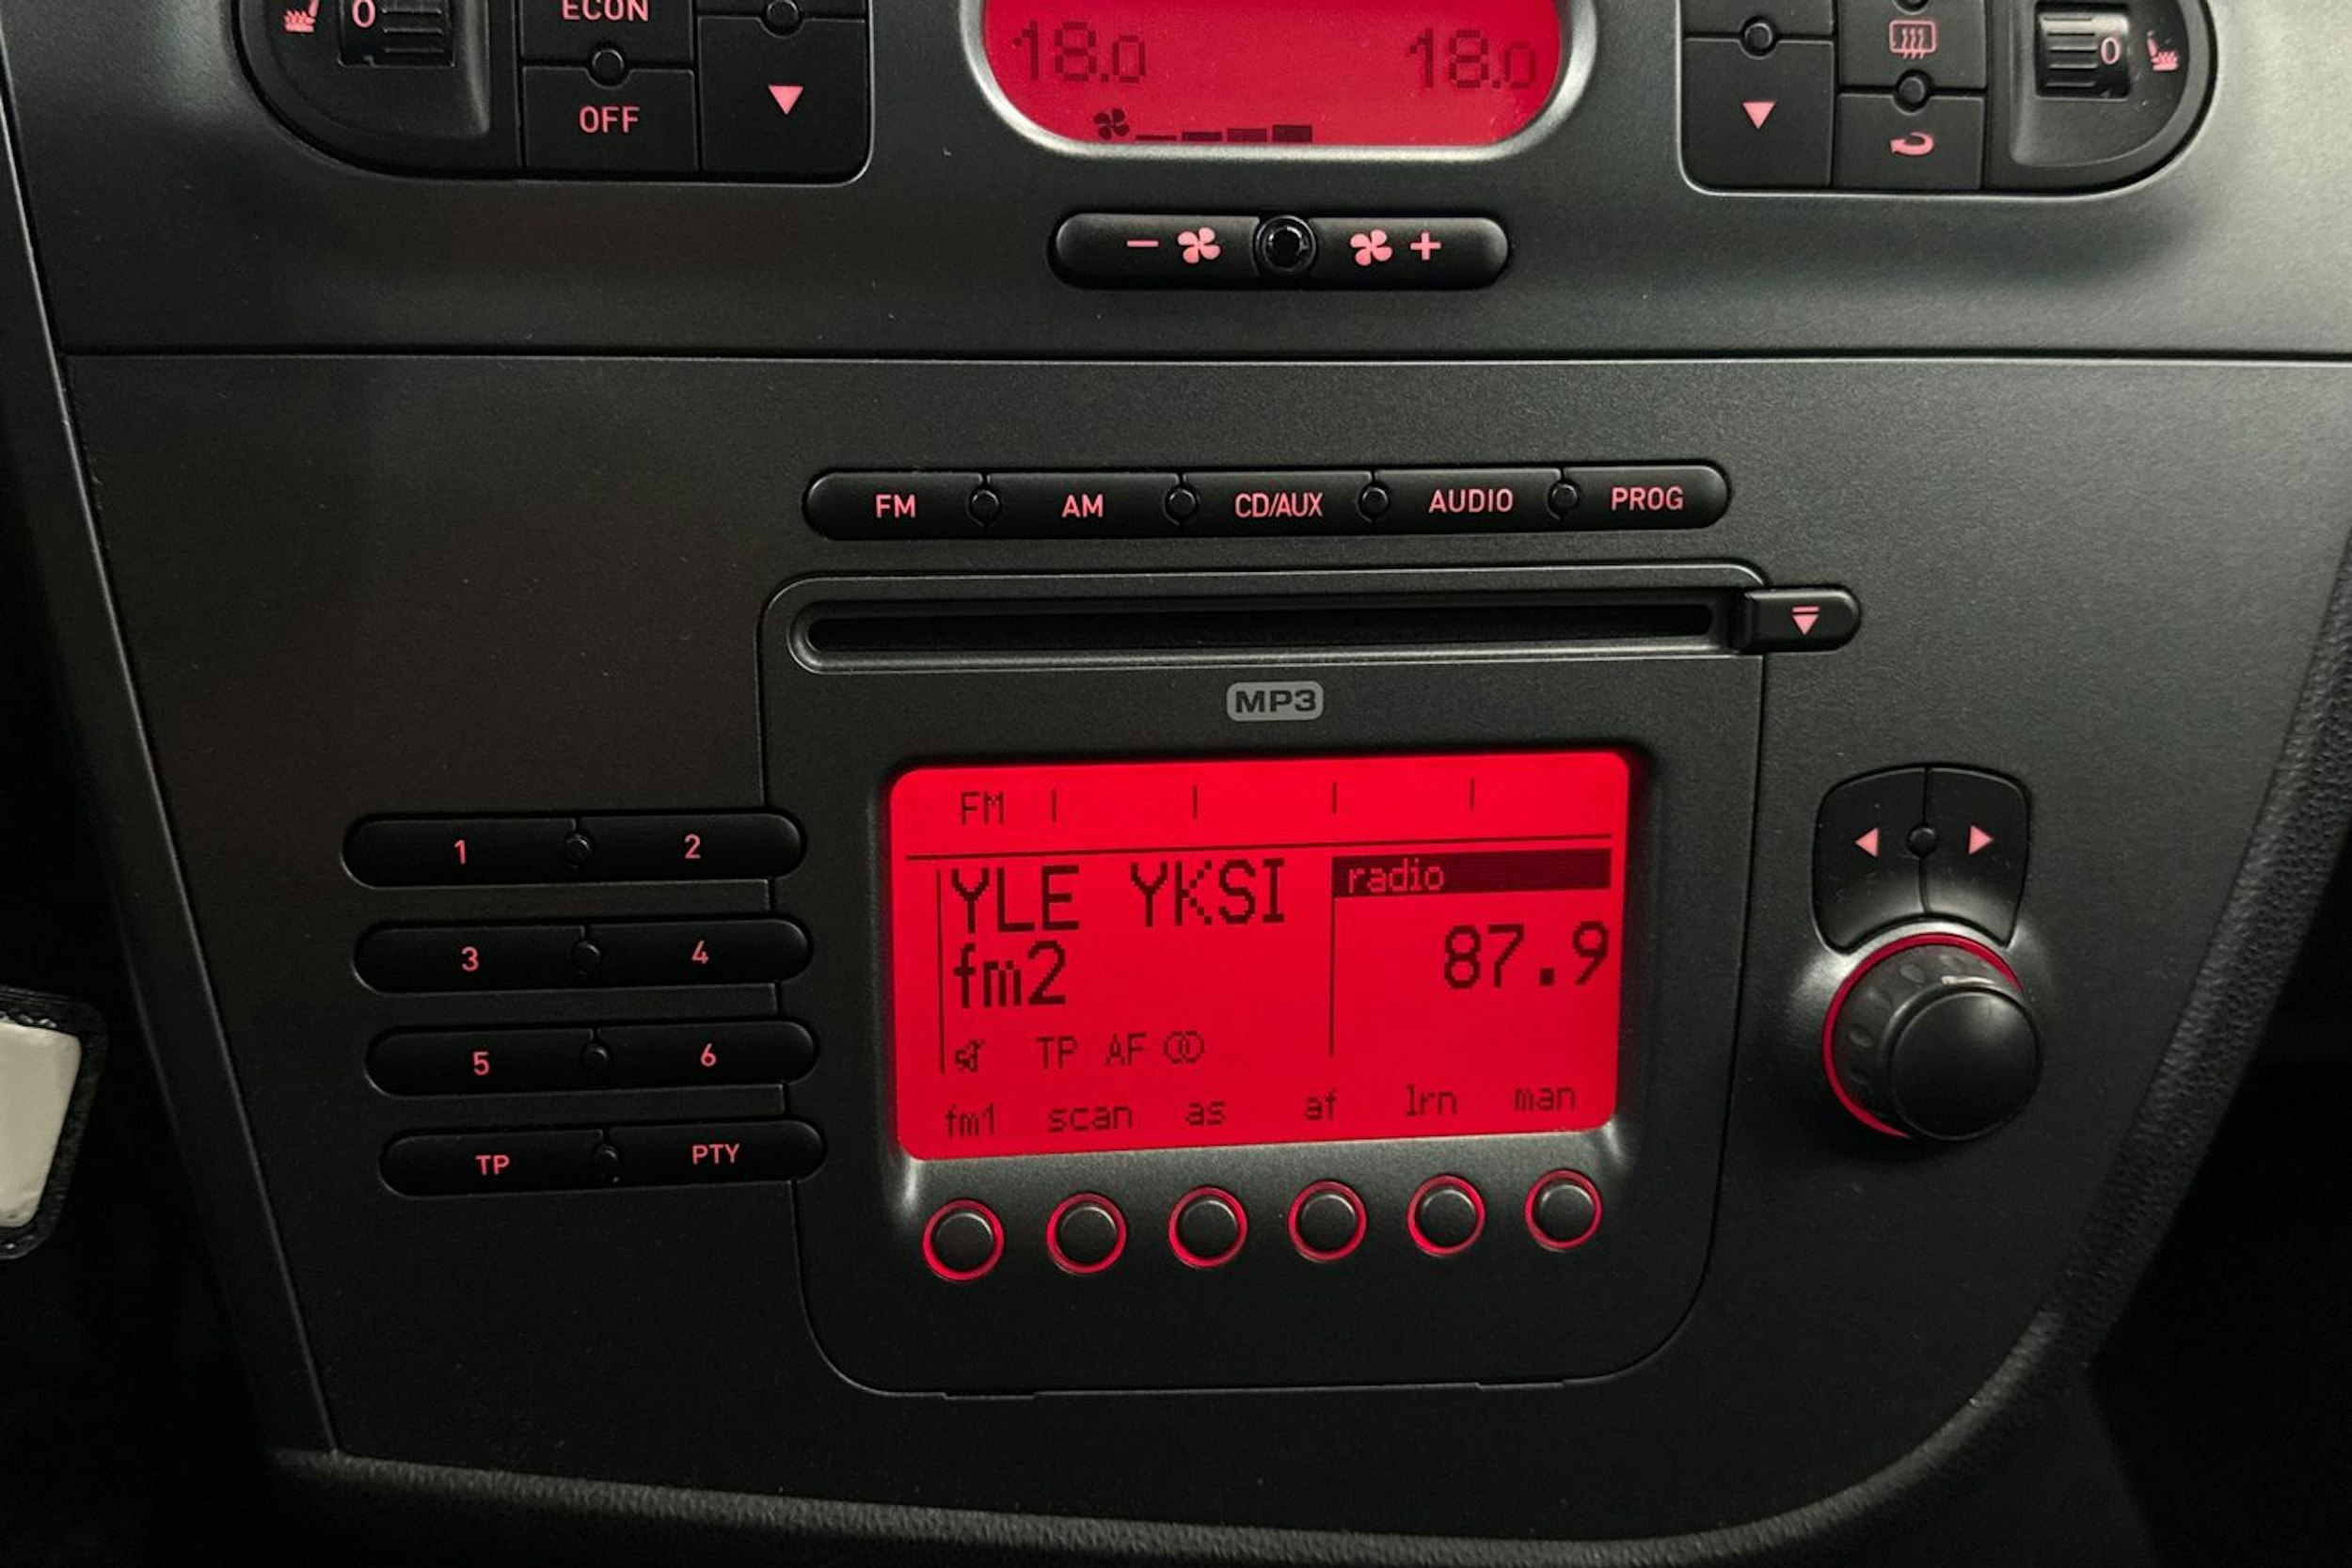 0 ECON
OFF
18.0 18.0
0
FM AM CD/AUX AUDIO PROG
MP3
FM
YLE YKSI
radio
fm2
87.9
TP AF
fm1 scan as af lrn man
1 2
3 4
5 6
TP PTY